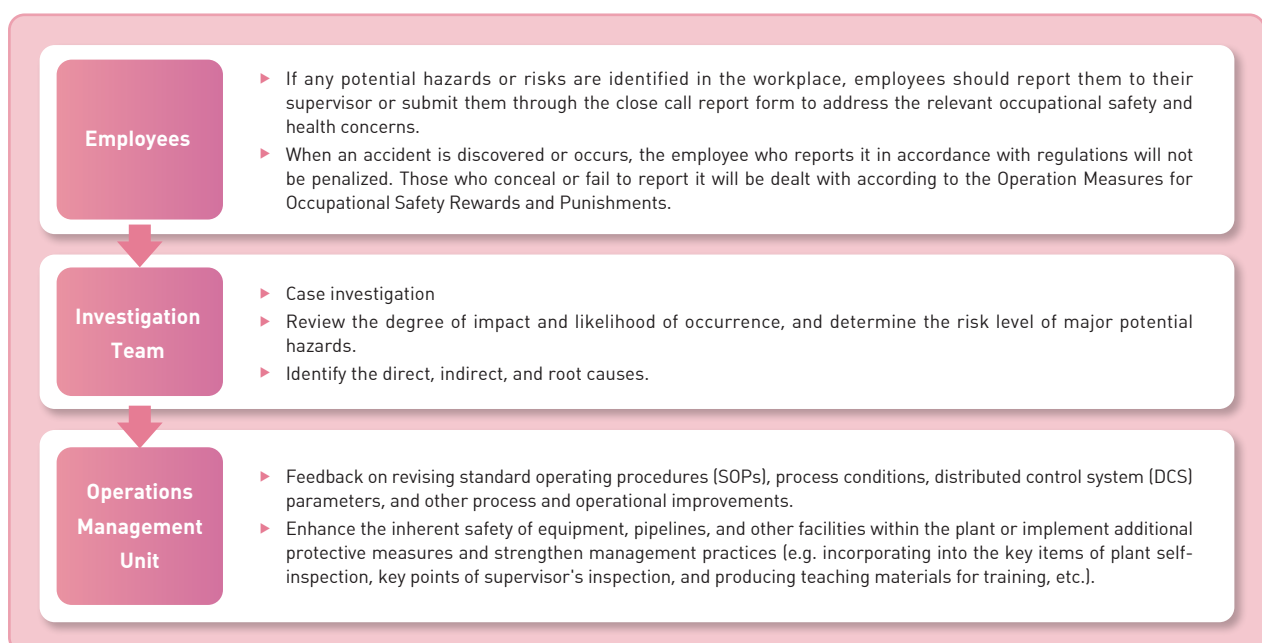 Employees
▶ If any potential hazards or risks are identified in the workplace, employees should report them to their
supervisor or submit them through the close call report form to address the relevant occupational safety and
health concerns.
▶ When an accident is discovered or occurs, the employee who reports it in accordance with regulations will not
be penalized. Those who conceal or fail to report it will be dealt with according to the Operation Measures for
Occupational Safety Rewards and Punishments.
Investigation
Team
▶ Case investigation
▶ Review the degree of impact and likelihood of occurrence, and determine the risk level of major potential
hazards.
▶ Identify the direct, indirect, and root causes.
Operations
Management
Unit
▶ Feedback on revising standard operating procedures (SOPs), process conditions, distributed control system (DCS)
parameters, and other process and operational improvements.
▶ Enhance the inherent safety of equipment, pipelines, and other facilities within the plant or implement additional
protective measures and strengthen management practices (e.g. incorporating into the key items of plant self-
inspection, key points of supervisor's inspection, and producing teaching materials for training, etc.).